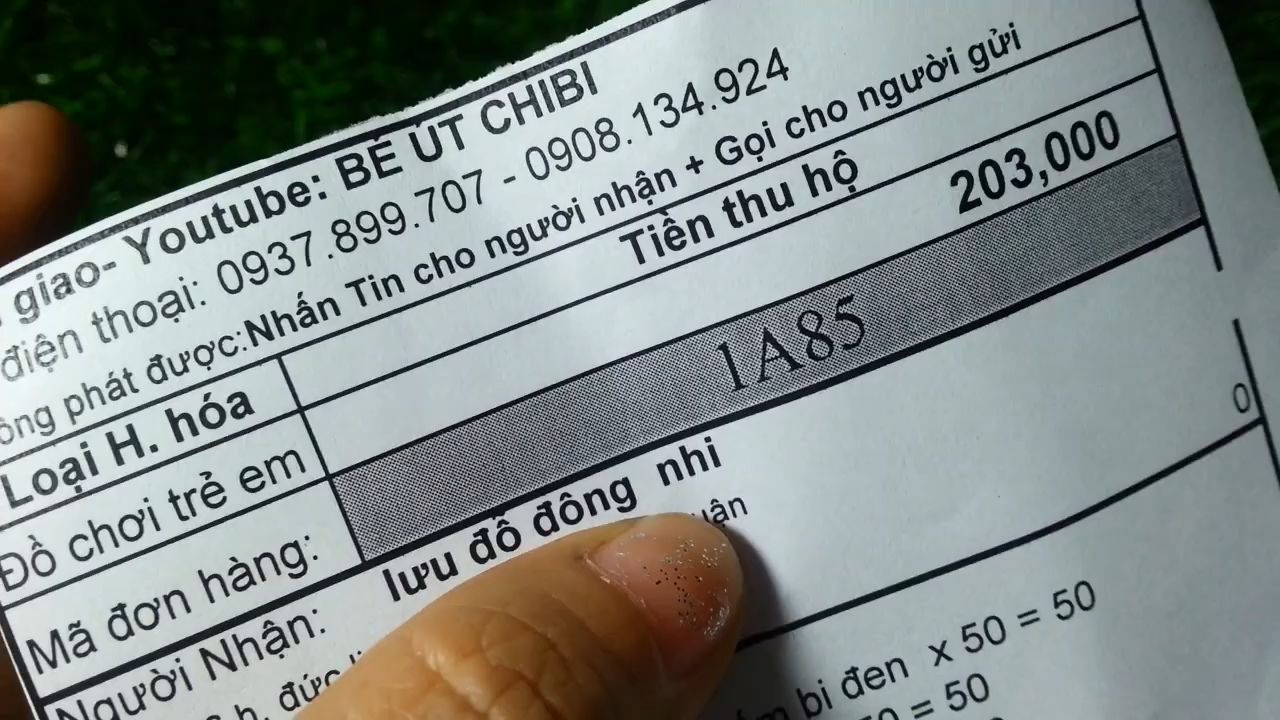 giao- Youtube: BÉ ÚT CHIBI
điện thoại: 0937.899.707 - 0908.134.924
phát được:Nhấn Tin cho người nhận + Gọi cho người gửi
Loại H. hóa Tiền thu hộ 203,000
Đồ chơi trẻ em
Mã đơn hàng: 1A85
Người Nhận: lưu đồ đông nhi
0
bi đen x 50 = 50
= 50